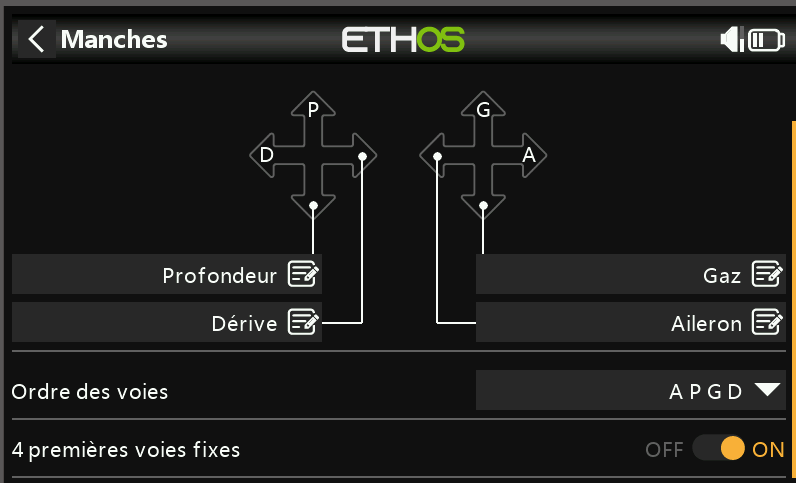 Manches
ETHOS
P
G
D
A
Profondeur
Gaz
Dérive
Aileron
Ordre des voies
A P G D
4 premières voies fixes
OFF ON